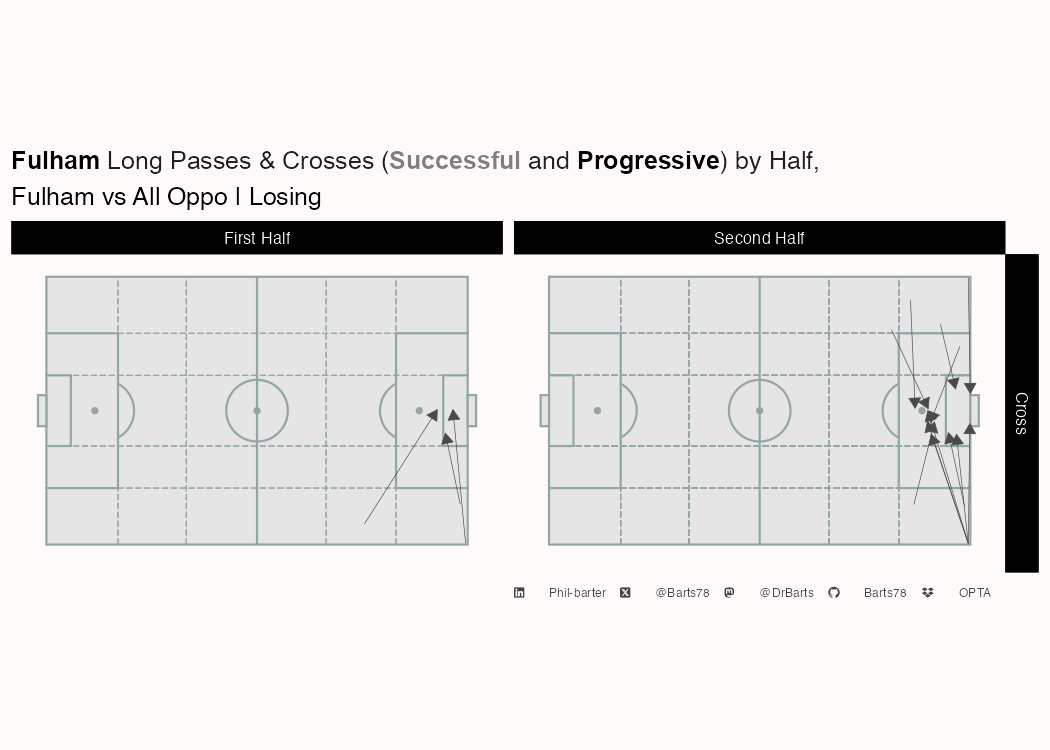 Fulham Long Passes & Crosses (Successful and Progressive) by Half,
Fulham vs All Oppo | Losing
First Half
Second Half
Cross
Phil-barter @Barts78 @DrBarts Barts78 OPTA